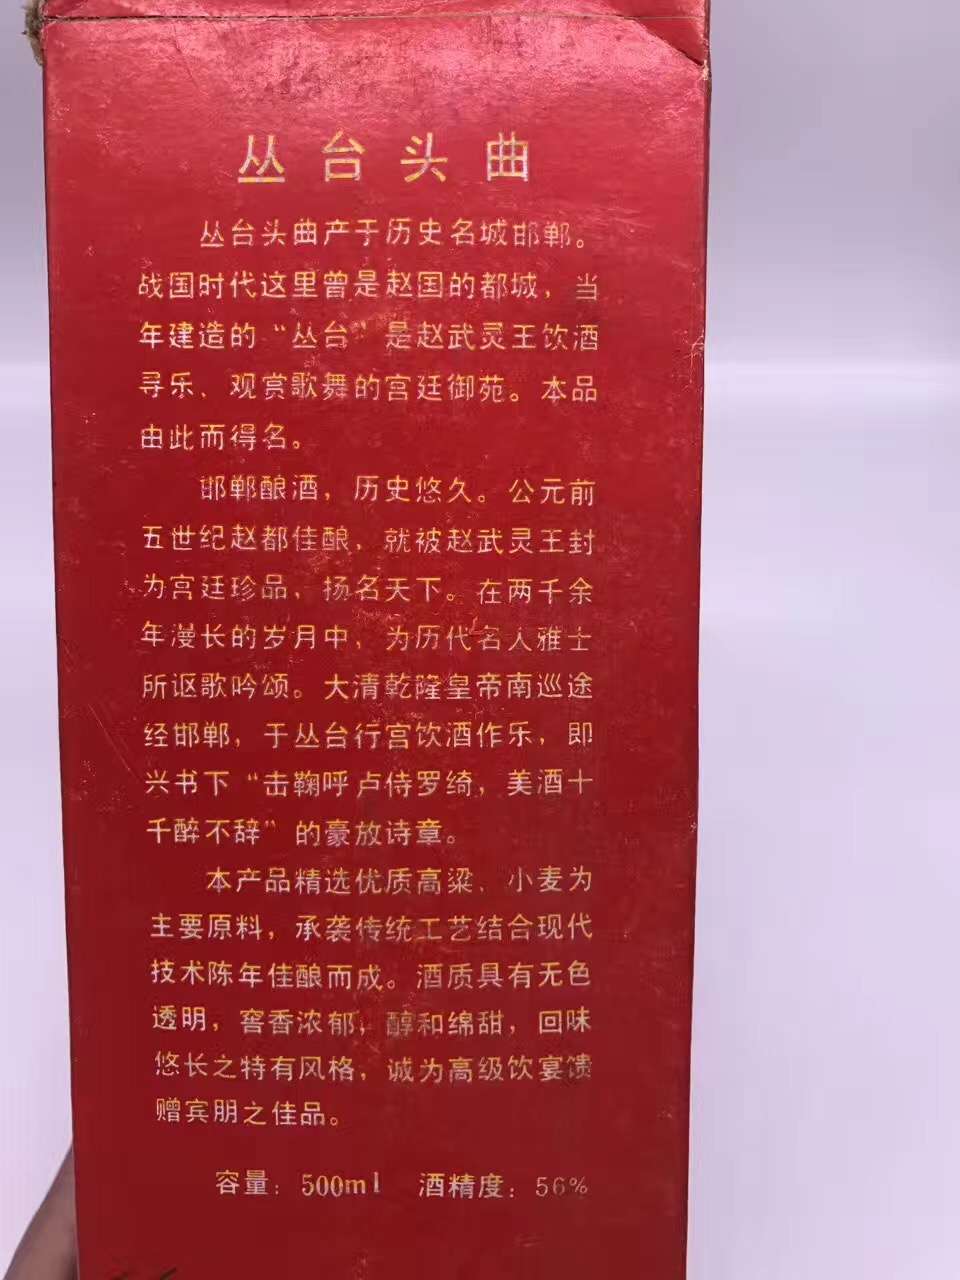 丛台头曲
丛台头曲产于历史名城邯郸。
战国时代这里曾是赵国的都城，当
年建造的“丛台”是赵武灵王饮酒
寻乐、观赏歌舞的宫廷御苑。本品
由此而得名。
邯郸酿酒，历史悠久。公元前
五世纪赵都佳酿，就被赵武灵王封
为宫廷珍品，扬名天下。在两千余
年漫长的岁月中，为历代名人雅士
所讴歌吟颂。大清乾隆皇帝南巡途
经邯郸，于丛台行宫饮酒作乐，即
兴书下“击鞠呼卢侍罗绮，美酒十
千醉不辞”的豪放诗章。
本产品精选优质高粱、小麦为
主要原料，承袭传统工艺结合现代
技术陈年佳酿而成。酒质具有无色
透明，窖香浓郁，醇和绵甜，回味
悠长之特有风格，诚为高级饮宴馈
赠宾朋之佳品。
容量：500ml 酒精度：56%